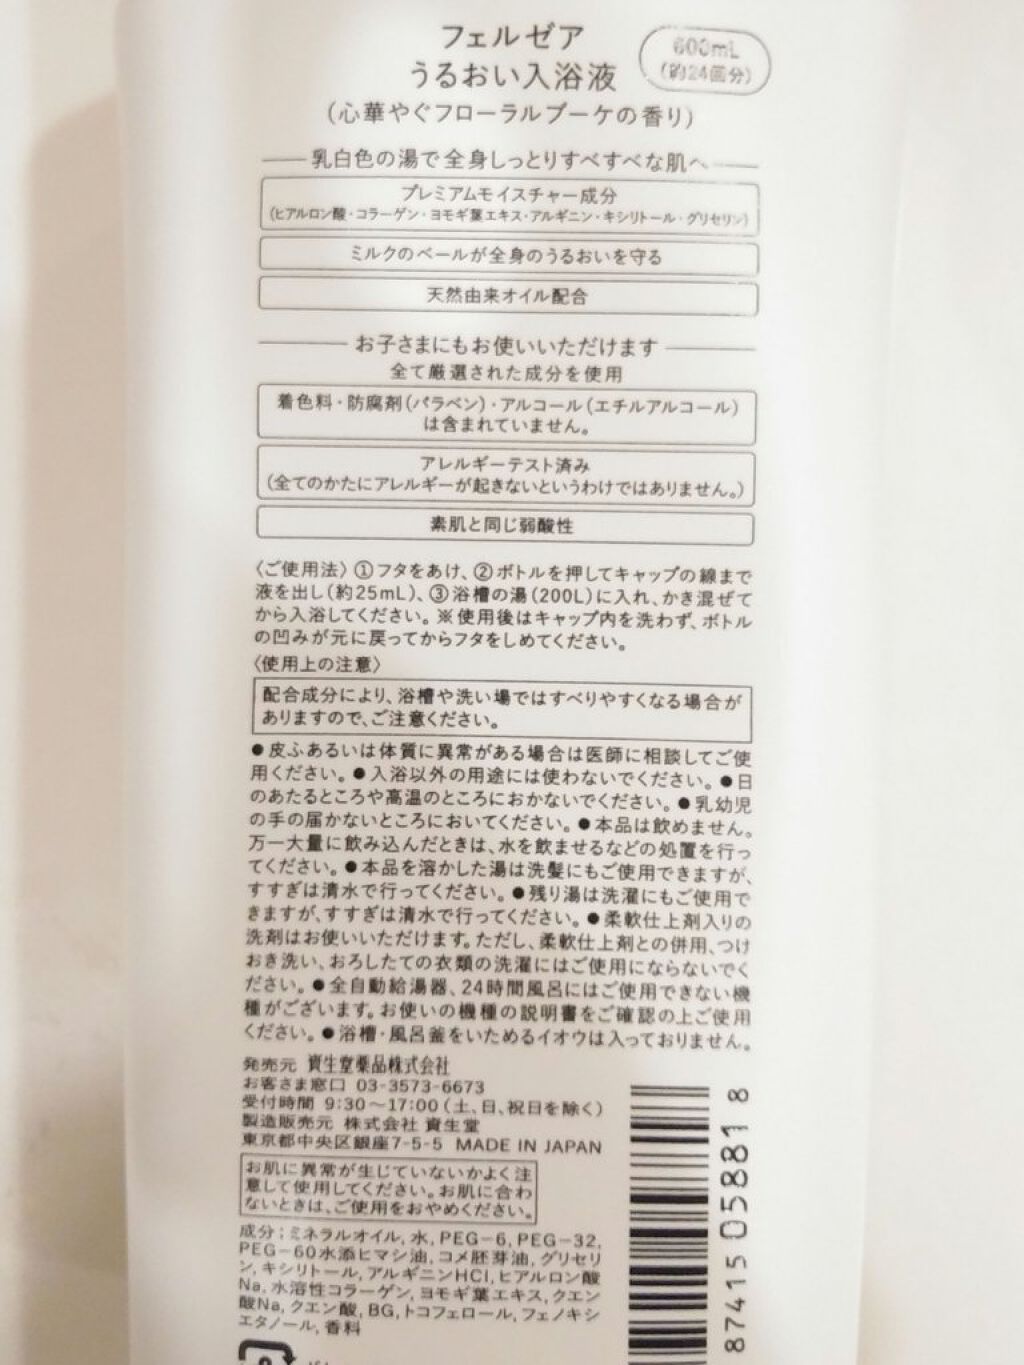 フェルゼア
うるおい入浴液
600mL
(約24回分)
(心華やぐフローラルブーケの香り)
乳白色の湯で全身しっとりすべすべな肌へ
プレミアムモイスチャー成分
(ヒアルロン酸・コラーゲン・ヨモギ葉エキス・アルギニン・キシリトール・グリセリン)
ミルクのベールが全身のうるおいを守る
天然由来オイル配合
お子さまにもお使いいただけます
全て厳選された成分を使用
着色料・防腐剤(パラベン)・アルコール(エチルアルコール)
は含まれていません。
アレルギーテスト済み
(全てのかたにアレルギーが起きないというわけではありません。)
素肌と同じ弱酸性
〈ご使用法〉①フタをあけ、②ボトルを押してキャップの線まで
液を出し(約25mL)、③浴槽の湯(200L)に入れ、かき混ぜて
から入浴してください。※使用後はキャップ内を洗わず、ボトル
の凹みが元に戻ってからフタをしめてください。
〈使用上の注意〉
配合成分により、浴槽や洗い場ではすべりやすくなる場合が
ありますので、ご注意ください。
●皮ふあるいは体質に異常がある場合は医師に相談してご使
用ください。●入浴以外の用途には使わないでください。●日
のあたるところや高温のところにおかないでください。●乳幼児
の手の届かないところにおいてください。●本品は飲めません。
万一大量に飲み込んだときは、水を飲ませるなどの処置を行っ
てください。●本品を溶かした湯は洗髪にもご使用できますが、
すすぎは清水で行ってください。●残り湯は洗濯にもご使用で
きますが、すすぎは清水で行ってください。●柔軟仕上剤入りの
洗剤はお使いいただけます。ただし、柔軟仕上剤との併用、つけ
おき洗い、おろしたての衣類の洗濯にはご使用にならないでく
ださい。●全自動給湯器、24時間風呂にはご使用できない機
種がございます。お使いの機種の説明書をご確認の上ご使用
ください。●浴槽・風呂釜をいためるイオウは入っておりません。
発売元 資生堂薬品株式会社
お客さま窓口 03-3573-6673
受付時間 9:30〜17:00(土、日、祝日を除く)
製造販売元 株式会社 資生堂
東京都中央区銀座7-5-5 MADE IN JAPAN
お肌に異常が生じていないかよく注
意して使用してください。お肌に合わ
ないときは、ご使用をおやめください。
成分；ミネラルオイル, 水, PEG-6, PEG-32,
PEG-60水添ヒマシ油, コメ胚芽油, グリセリ
ン, キシリトール, アルギニンHCl, ヒアルロン酸
Na, 水溶性コラーゲン, ヨモギ葉エキス, クエン
酸Na, クエン酸, BG, トコフェロール, フェノキシ
エタノール, 香料
87415 05881 8